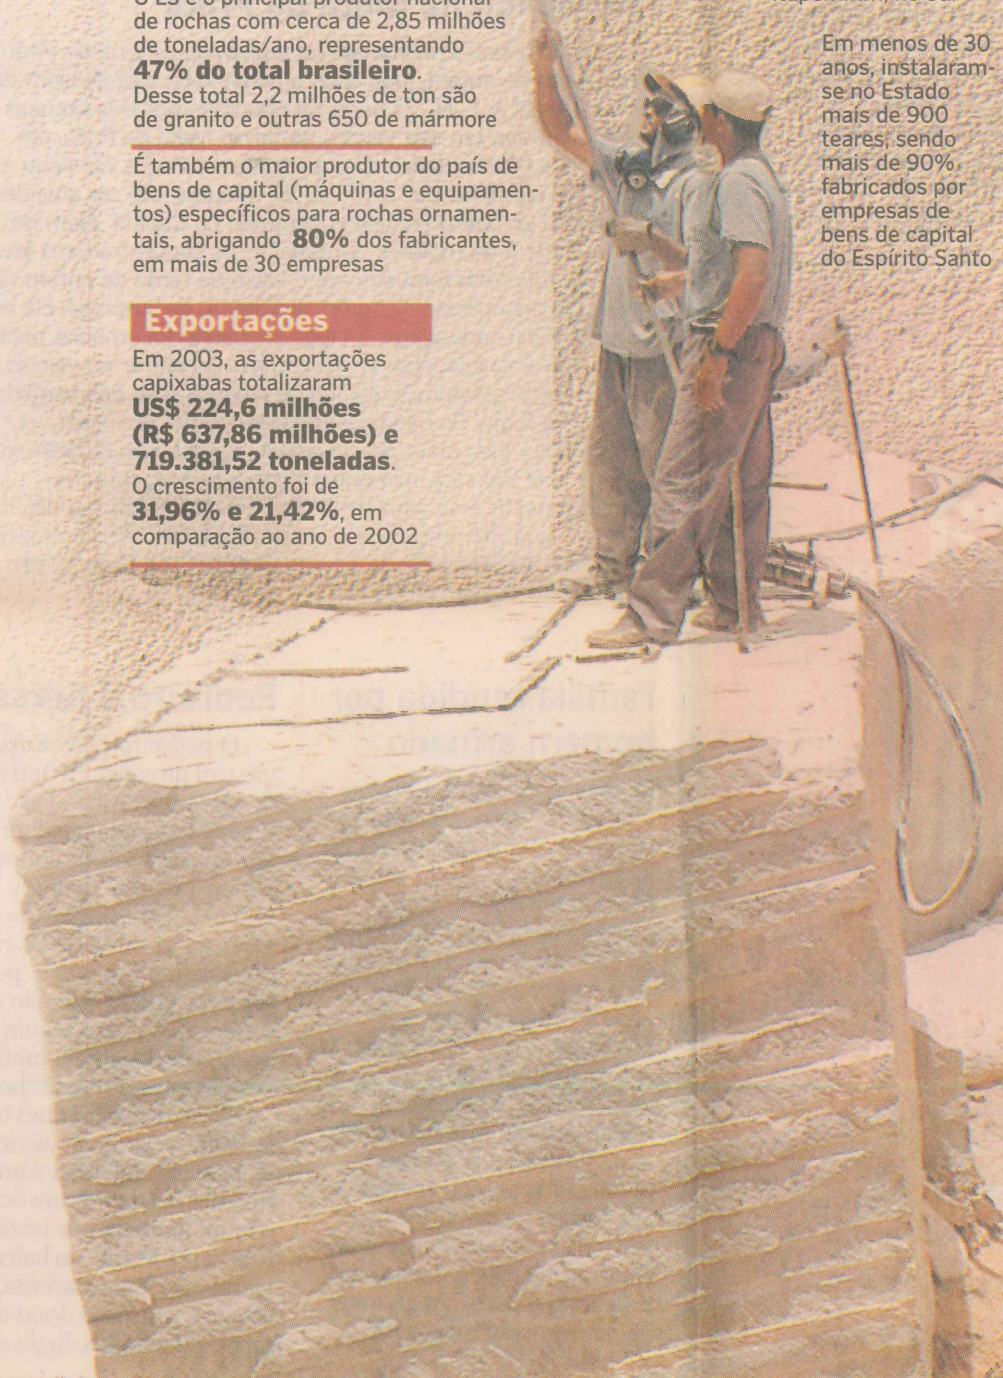 O ES é o principal produtor nacional
de rochas com cerca de 2,85 milhões
de toneladas/ano, representando
47% do total brasileiro.
Desse total 2,2 milhões de ton são
de granito e outras 650 de mármore
É também o maior produtor do país de
bens de capital (máquinas e equipamen-
tos) específicos para rochas ornamen-
tais, abrigando 80% dos fabricantes,
em mais de 30 empresas
Exportações
Em 2003, as exportações
capixabas totalizaram
US$ 224,6 milhões
(R$ 637,86 milhões) e
719.381,52 toneladas.
O crescimento foi de
31,96% e 21,42%, em
comparação ao ano de 2002
Em menos de 30
anos, instalaram-
se no Estado
mais de 900
teares, sendo
mais de 90%
fabricados por
empresas de
bens de capital
do Espírito Santo